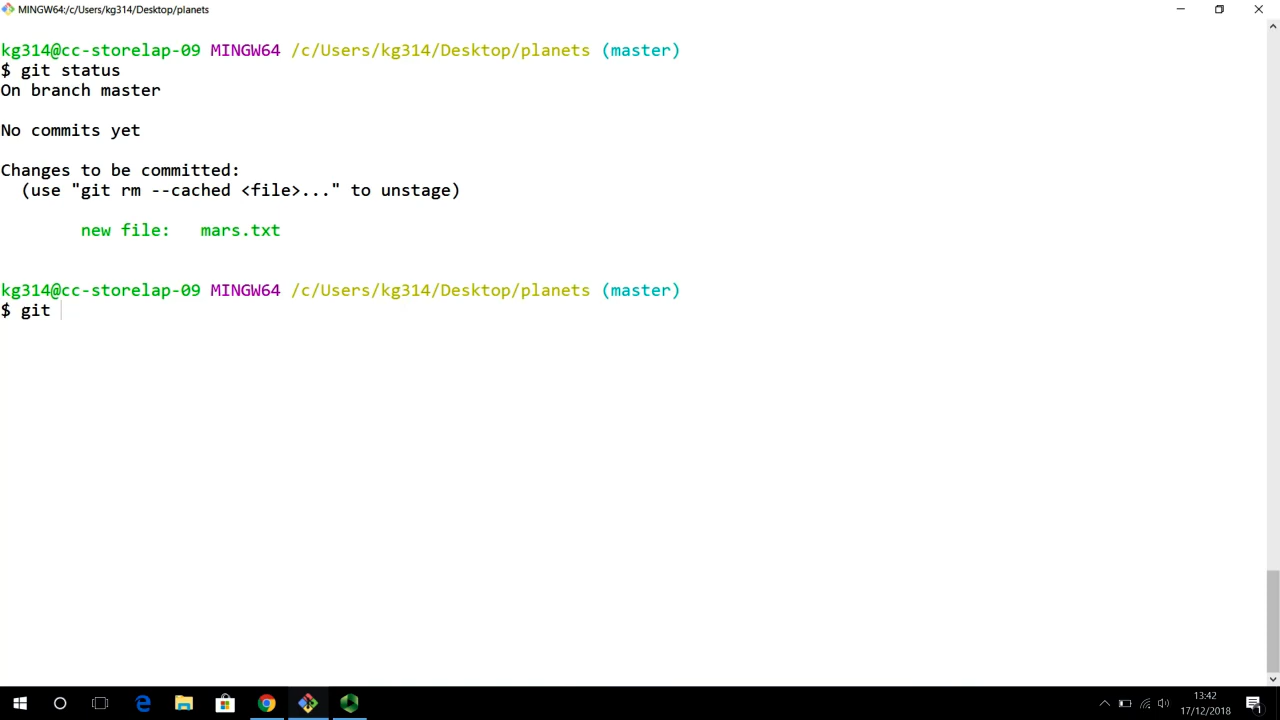 MINGW64:/c/Users/kg314/Desktop/planets
kg314@cc-storelap-09 MINGW64 /c/Users/kg314/Desktop/planets (master)
$ git status
On branch master
No commits yet
Changes to be committed:
  (use "git rm --cached <file>..." to unstage)
        new file:   mars.txt
kg314@cc-storelap-09 MINGW64 /c/Users/kg314/Desktop/planets (master)
$ git
13:42
17/12/2018
1